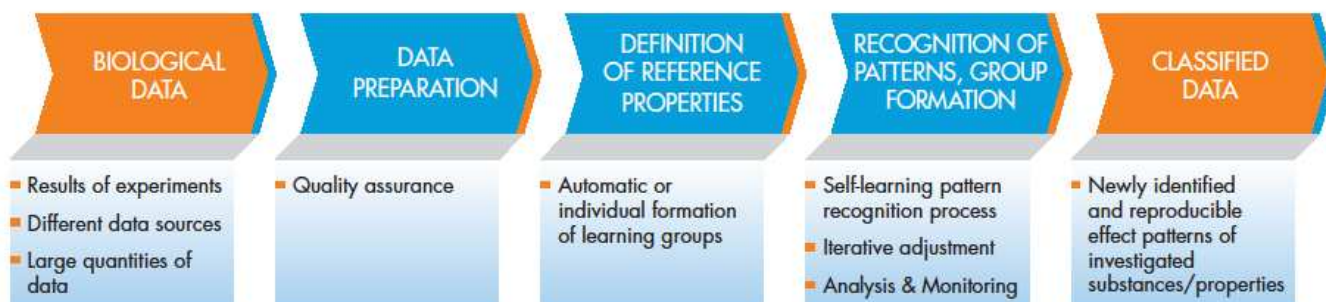 BIOLOGICAL
DATA
DATA
PREPARATION
DEFINITION
OF REFERENCE
PROPERTIES
RECOGNITION OF
PATTERNS, GROUP
FORMATION
CLASSIFIED
DATA
Results of experiments
Different data sources
Large quantities of
data
Quality assurance
Automatic or
individual formation
of learning groups
Self-learning pattern
recognition process
Iterative adjustment
Analysis & Monitoring
Newly identified
and reproducible
effect patterns of
investigated
substances/properties